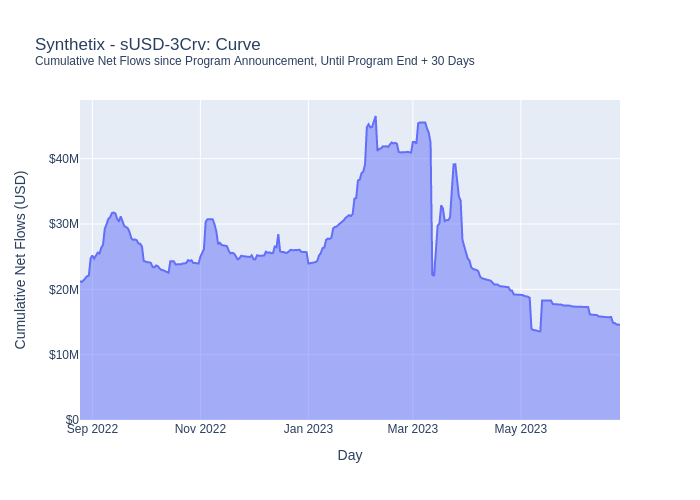 Synthetix - sUSD-3Crv: Curve
Cumulative Net Flows since Program Announcement, Until Program End + 30 Days
Cumulative Net Flows (USD)
$40M
$30M
$20M
$10M
$0
Sep 2022
Nov 2022
Jan 2023
Mar 2023
May 2023
Day